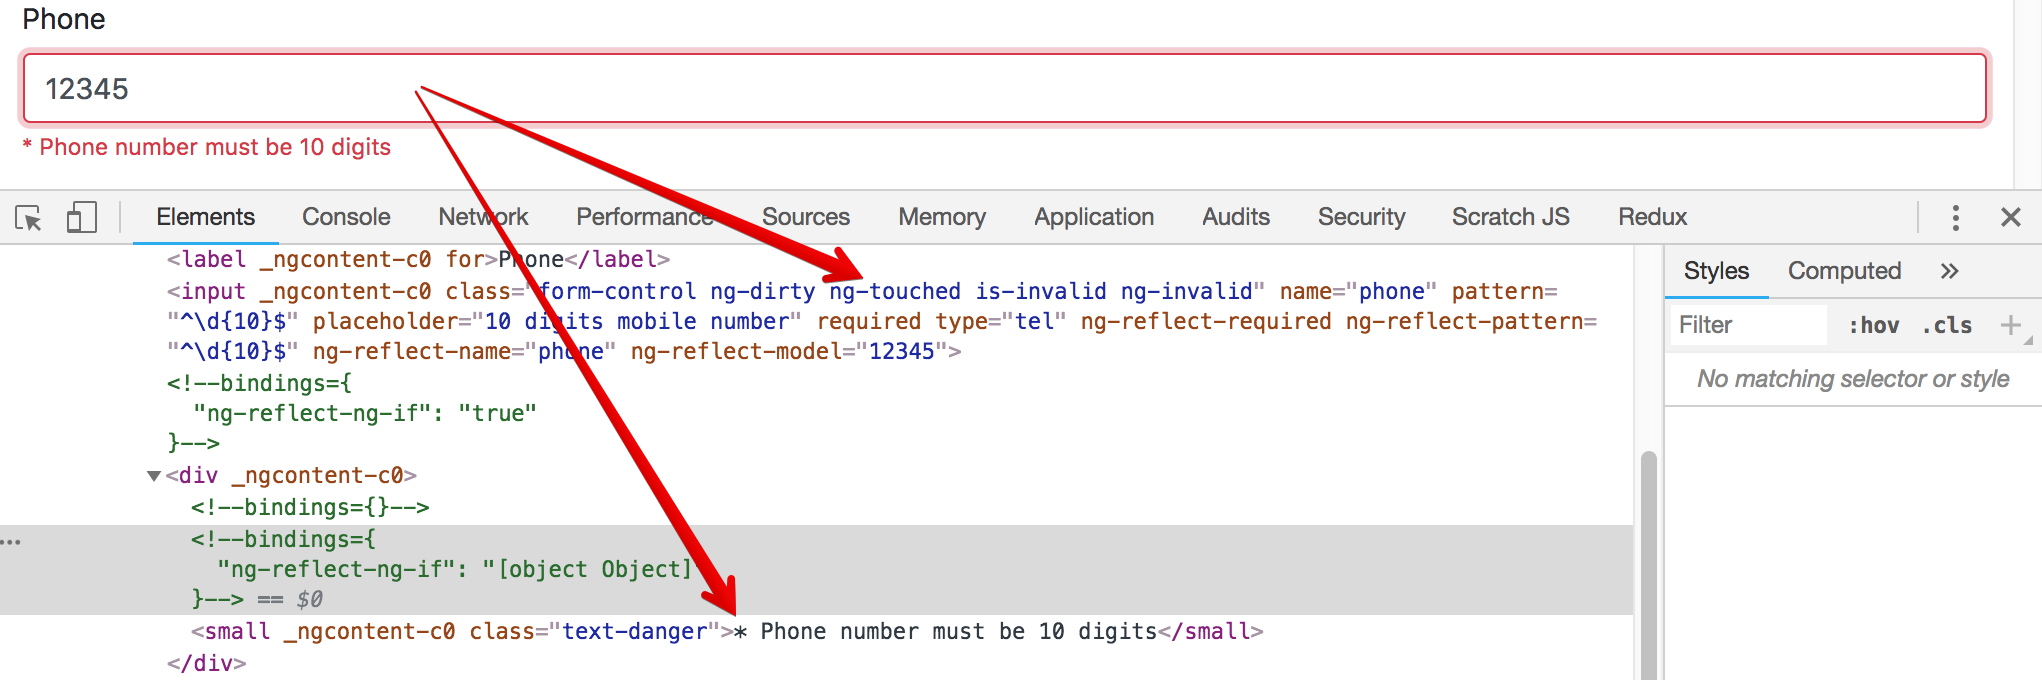 Phone
12345
* Phone number must be 10 digits
Elements Console Network Performance Sources Memory Application Audits Security Scratch JS Redux
<label _ngcontent-c0 for>Phone</label>
<input _ngcontent-c0 class="form-control ng-dirty ng-touched is-invalid ng-invalid" name="phone" pattern=
"^\d{10}$" placeholder="10 digits mobile number" required type="tel" ng-reflect-required ng-reflect-pattern=
"^\d{10}$" ng-reflect-name="phone" ng-reflect-model="12345">
<!--bindings={
"ng-reflect-ng-if": "true"
}-->
<div _ngcontent-c0>
<!--bindings={}-->
<!--bindings={
"ng-reflect-ng-if": "[object Object]
}--> == $0
<small _ngcontent-c0 class="text-danger">* Phone number must be 10 digits</small>
</div>
Styles Computed »
Filter :hov .cls +
No matching selector or style